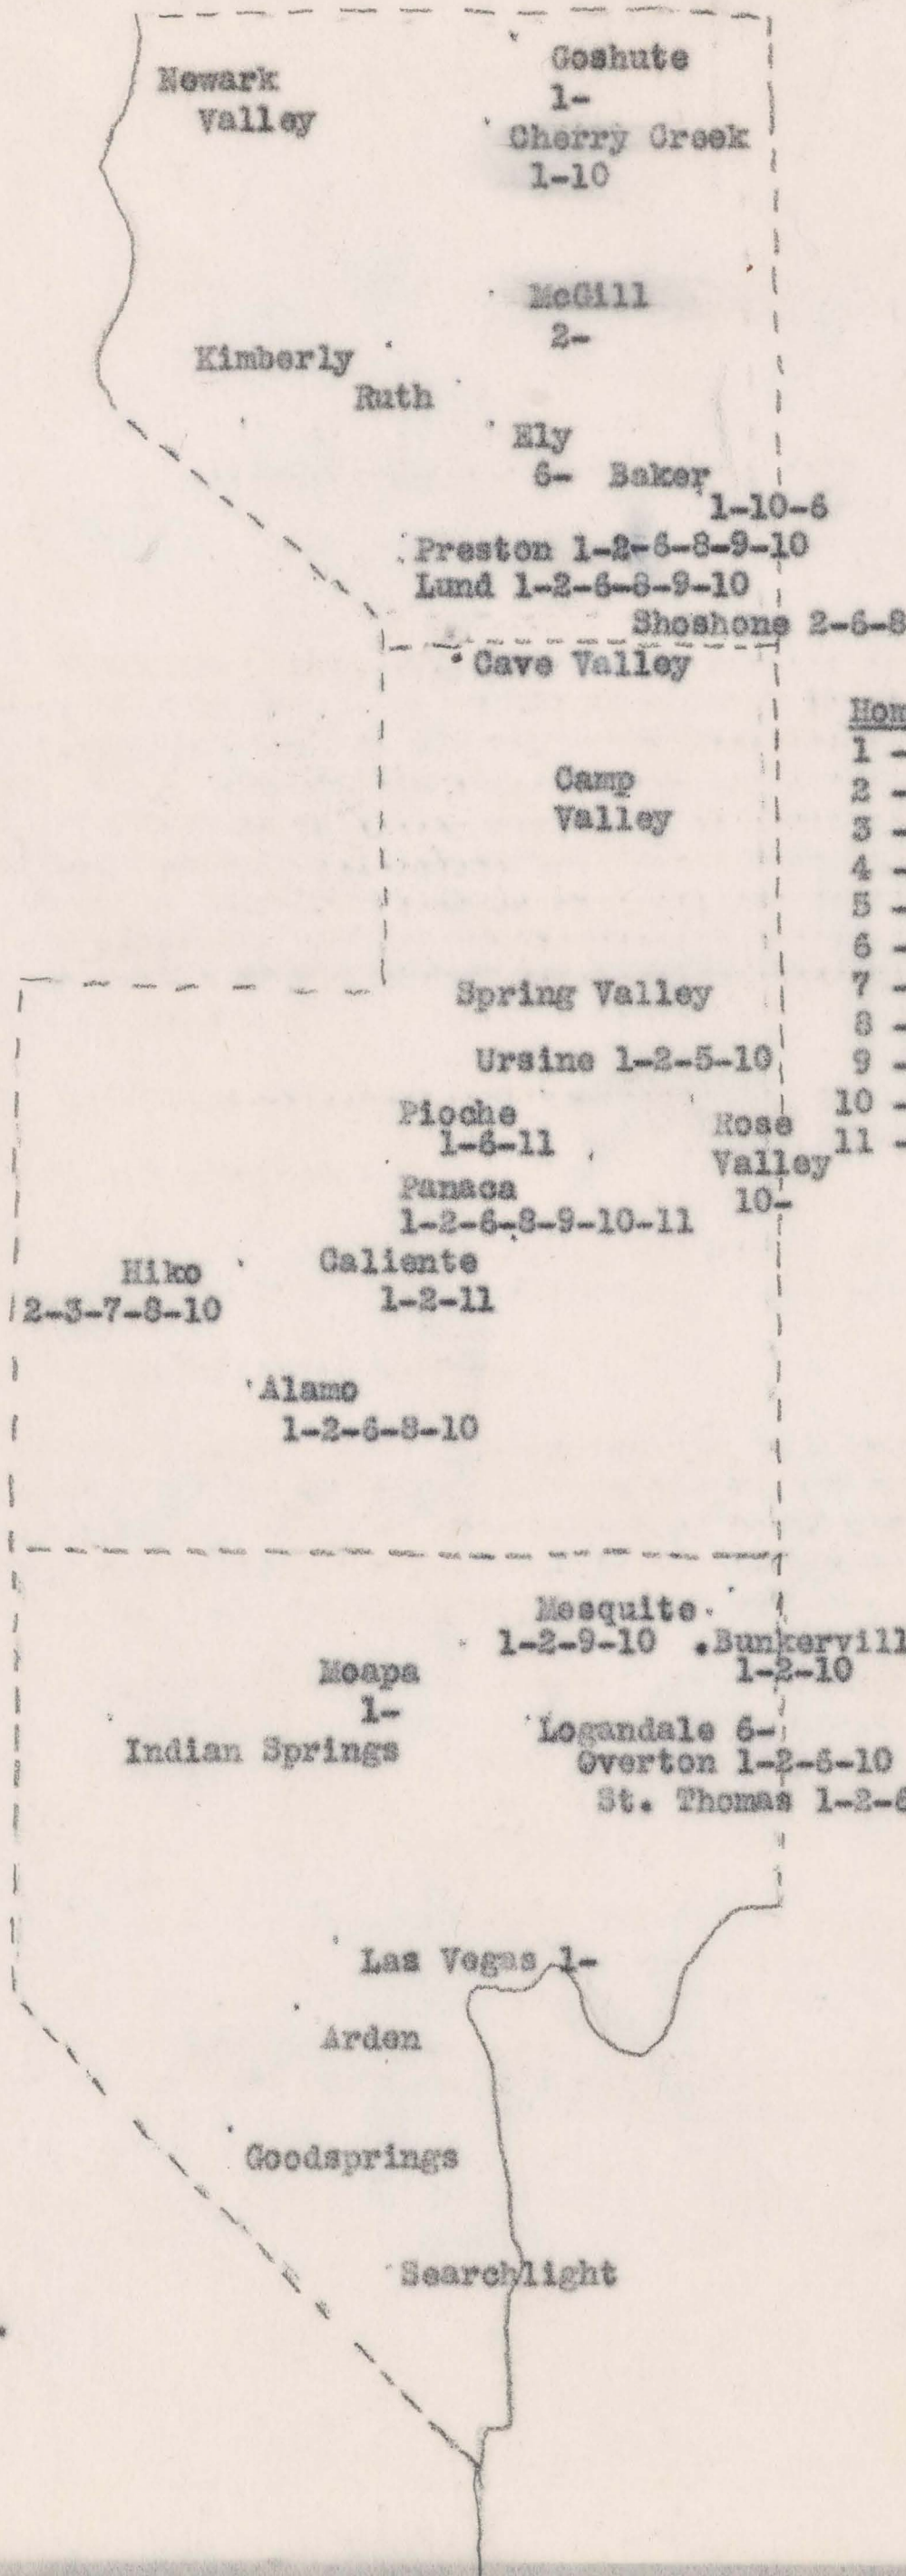 Newark
Valley
Goshute
1-
Cherry Creek
1-10
McGill
2-
Kimberly
Ruth
Ely
6- Baker
1-10-6
Preston 1-2-6-8-9-10
Lund 1-2-6-8-9-10
Shoshone 2-6-8
Cave Valley
Hom
1 -
2 -
3 -
4 -
5 -
6 -
7 -
8 -
9 -
10 -
11 -
Camp
Valley
Spring Valley
Ursine 1-2-5-10
Pioche
1-6-11
Rose
Valley
10-
Panaca
1-2-6-8-9-10-11
Hiko
2-3-7-8-10
Caliente
1-2-11
Alamo
1-2-6-8-10
Mesquite
1-2-9-10
Bunkervill
1-2-10
Moapa
1-
Indian Springs
Logandale 6-
Overton 1-2-6-10
St. Thomas 1-2-6
Las Vegas 1-
Arden
Goodsprings
Searchlight